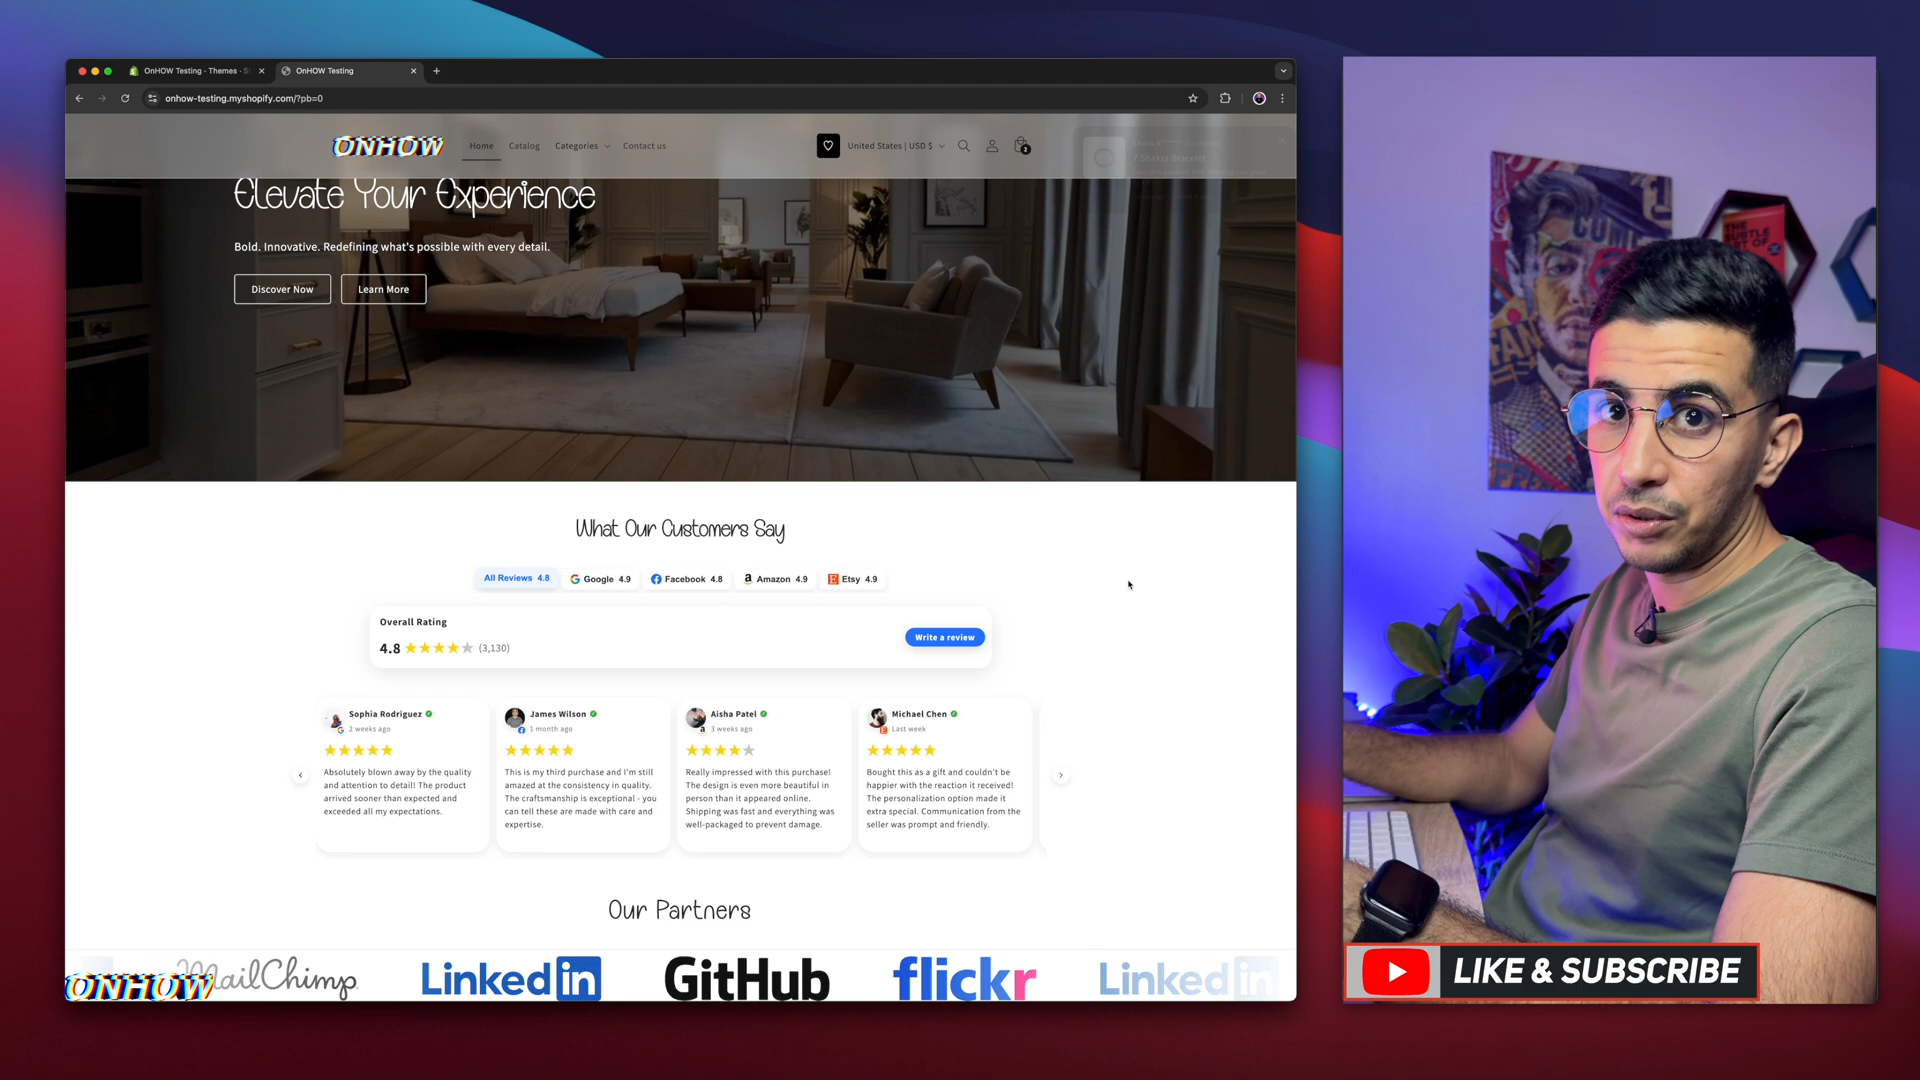 OnHOW Testing · Themes · S
OnHOW Testing
onhow-testing.myshopify.com/?pb=0
ONHOW
Home
Catalog
Categories
Contact us
United States | USD $
2
7 Shakra Bracelet
Elevate Your Experience
Bold. Innovative. Redefining what's possible with every detail.
Discover Now
Learn More
What Our Customers Say
All Reviews 4.8
Google 4.9
Facebook 4.8
Amazon 4.9
Etsy 4.9
Overall Rating
4.8 (3,130)
Write a review
Sophia Rodriguez
2 weeks ago
Absolutely blown away by the quality
and attention to detail! The product
arrived sooner than expected and
exceeded all my expectations.
James Wilson
1 month ago
This is my third purchase and I'm still
amazed at the consistency in quality.
The craftsmanship is exceptional - you
can tell these are made with care and
expertise.
Aisha Patel
3 weeks ago
Really impressed with this purchase!
The design is even more beautiful in
person than it appeared online.
Shipping was fast and everything was
well-packaged to prevent damage.
Michael Chen
Last week
Bought this as a gift and couldn't be
happier with the reaction it received!
The personalization option made it
extra special. Communication from the
seller was prompt and friendly.
Our Partners
MailChimp
LinkedIn
GitHub
flickr
LinkedIn
ONHOW
THE
SUBTLE
ART OF
LIKE & SUBSCRIBE